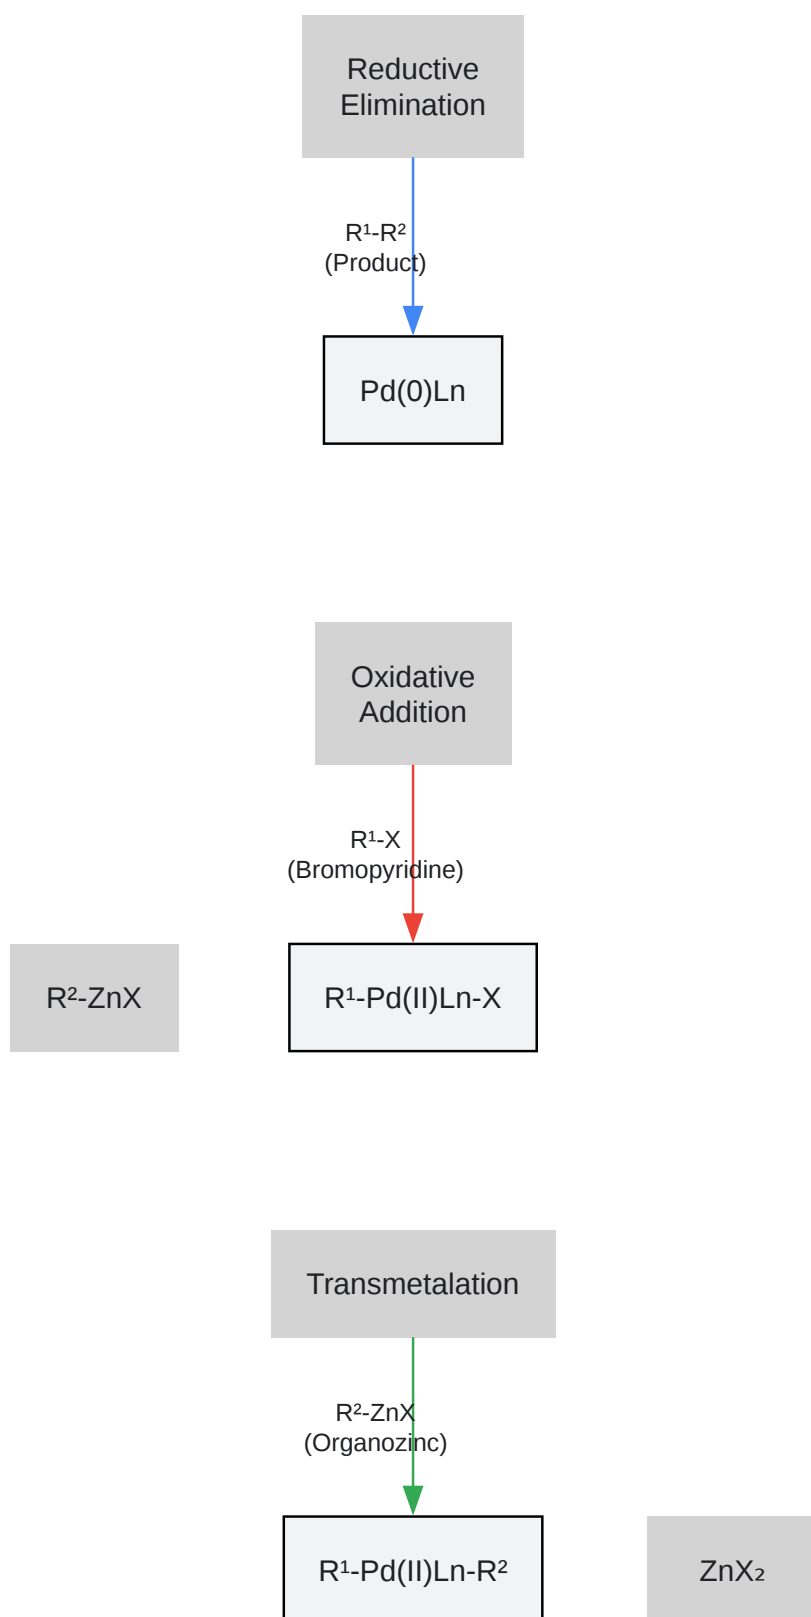 Reductive
Elimination
R¹-R²
(Product)
Pd(0)Ln
Oxidative
Addition
R¹-X
(Bromopyridine)
R²-ZnX
R¹-Pd(II)Ln-X
Transmetalation
R²-ZnX
(Organozinc)
R¹-Pd(II)Ln-R²
ZnX₂